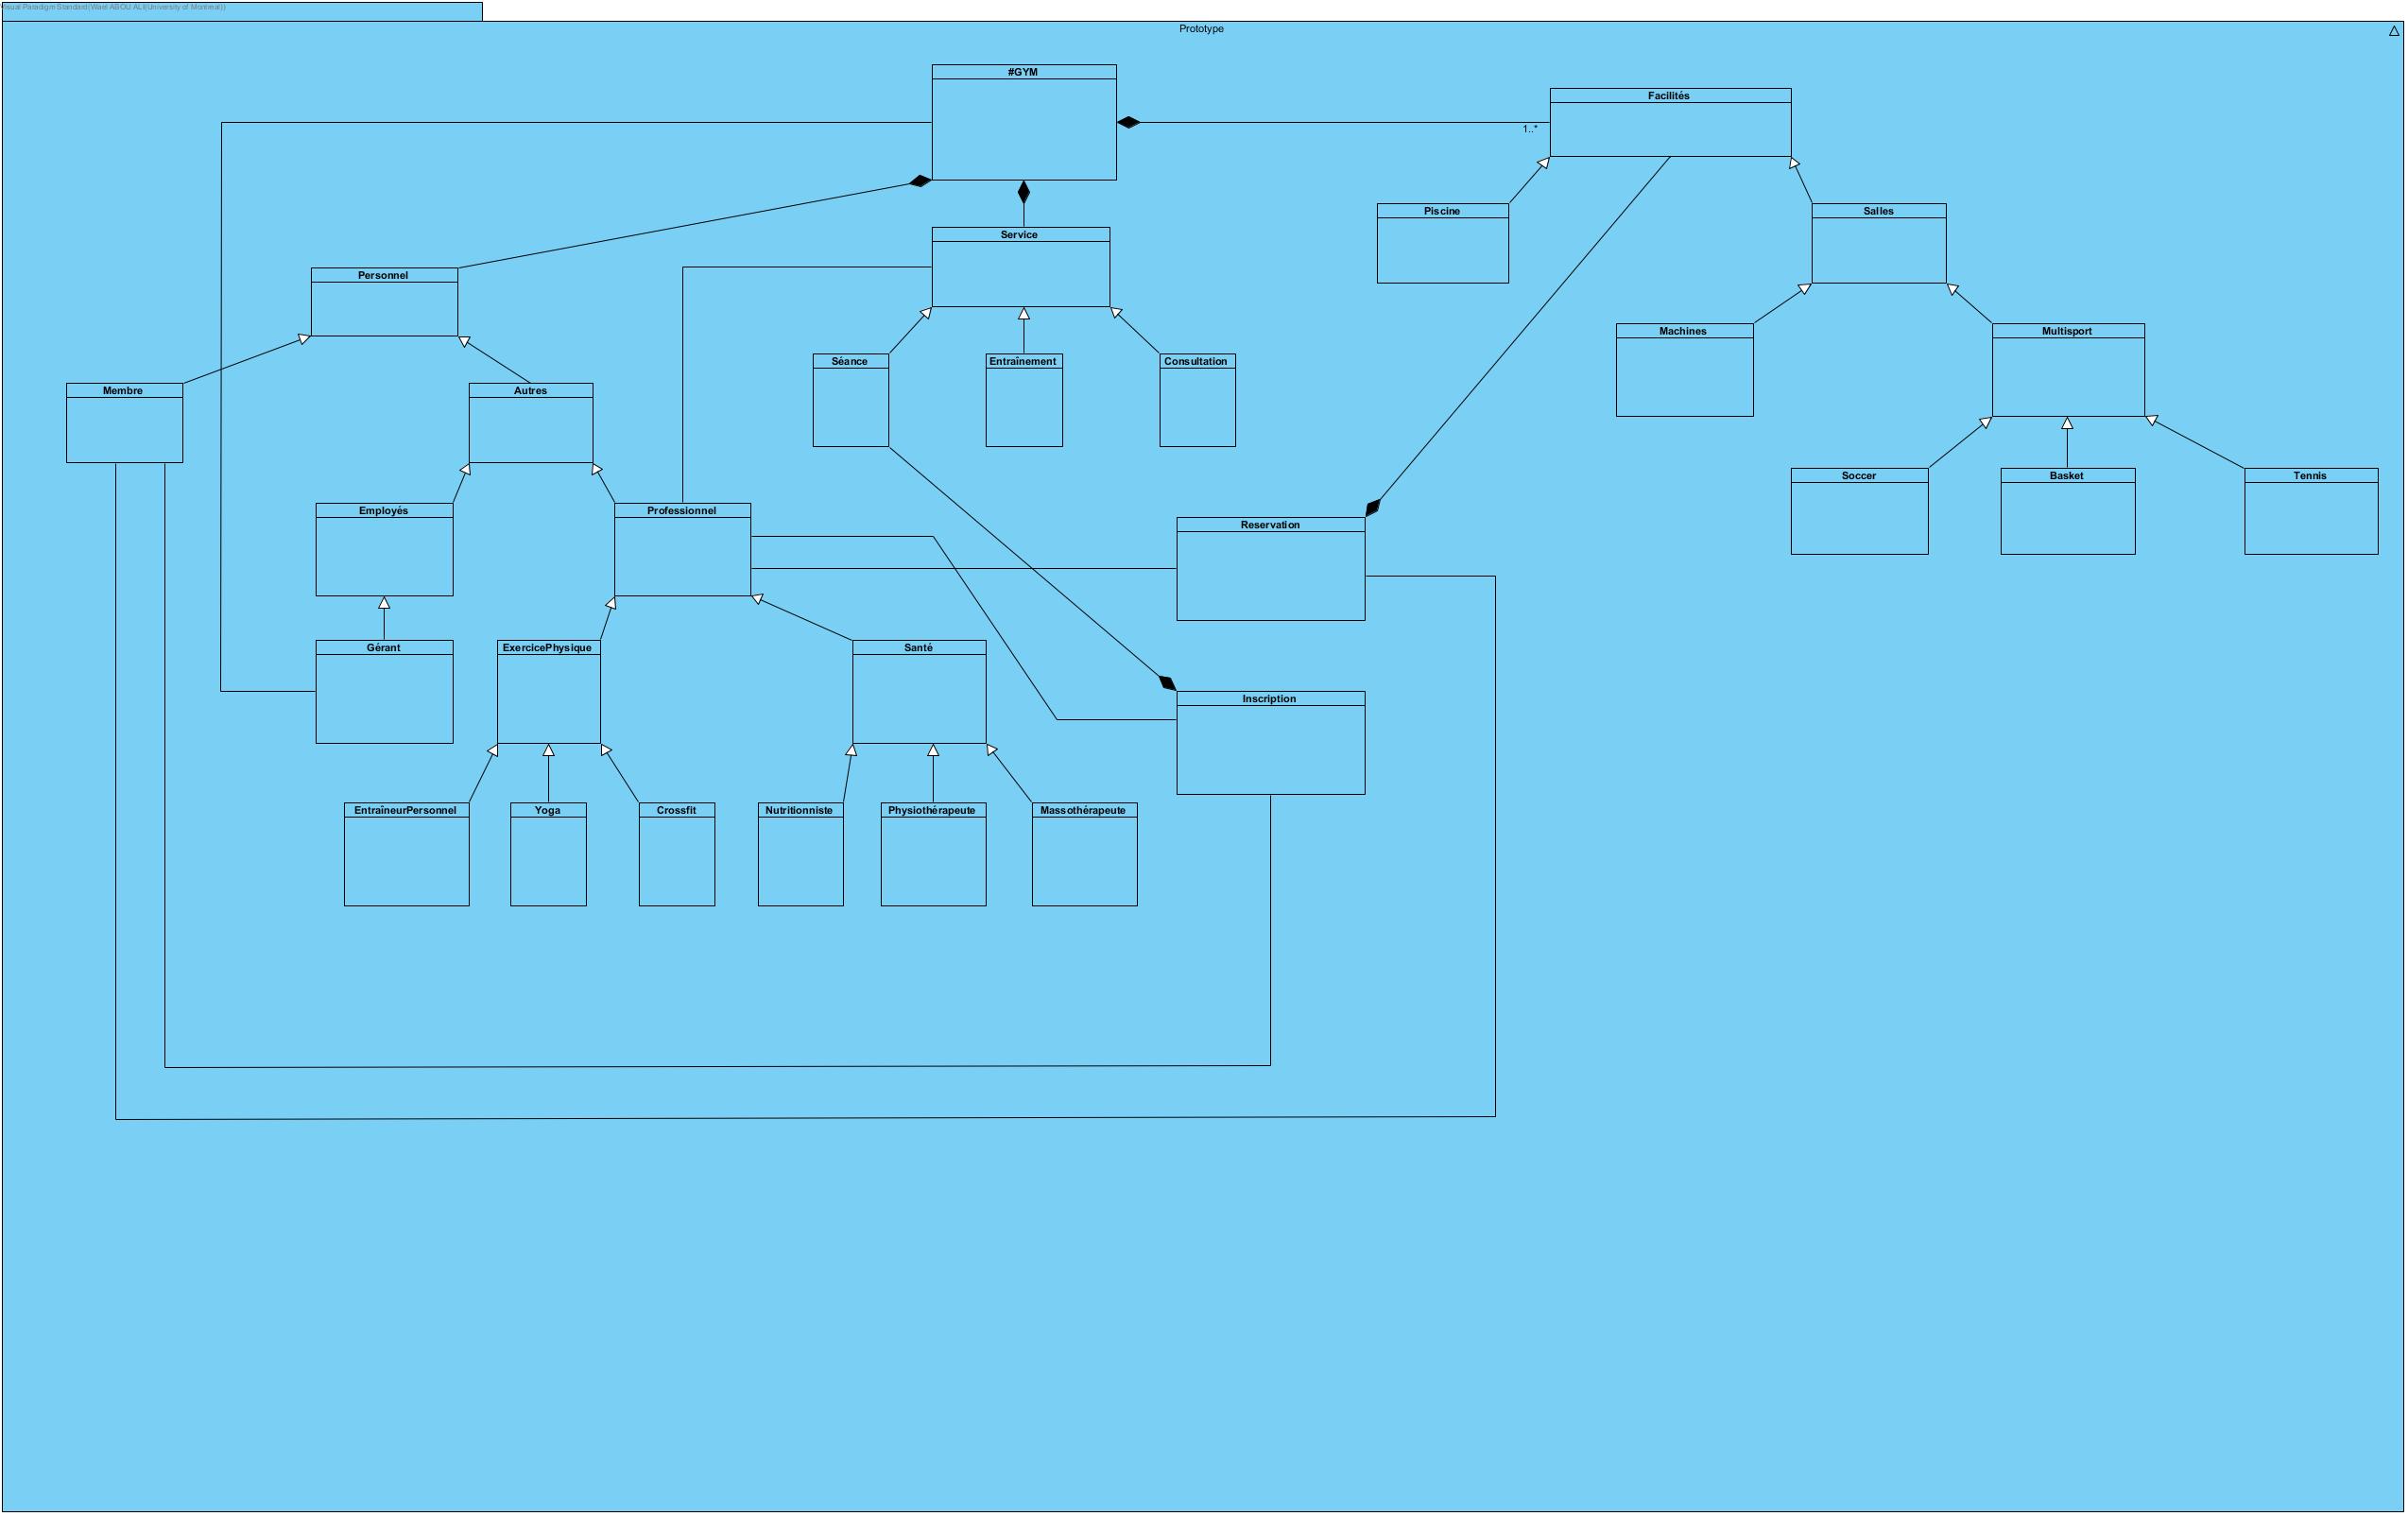 Visual Paradigm Standard(Wael ABOU ALI(University of Montreal))
Prototype
#GYM
Facilités
1..*
Piscine
Salles
Service
Personnel
Machines
Multisport
Séance
Entraînement
Consultation
Membre
Autres
Soccer
Basket
Tennis
Employés
Professionnel
Reservation
Gérant
ExercicePhysique
Santé
Inscription
EntraîneurPersonnel
Yoga
Crossfit
Nutritionniste
Physiothérapeute
Massothérapeute